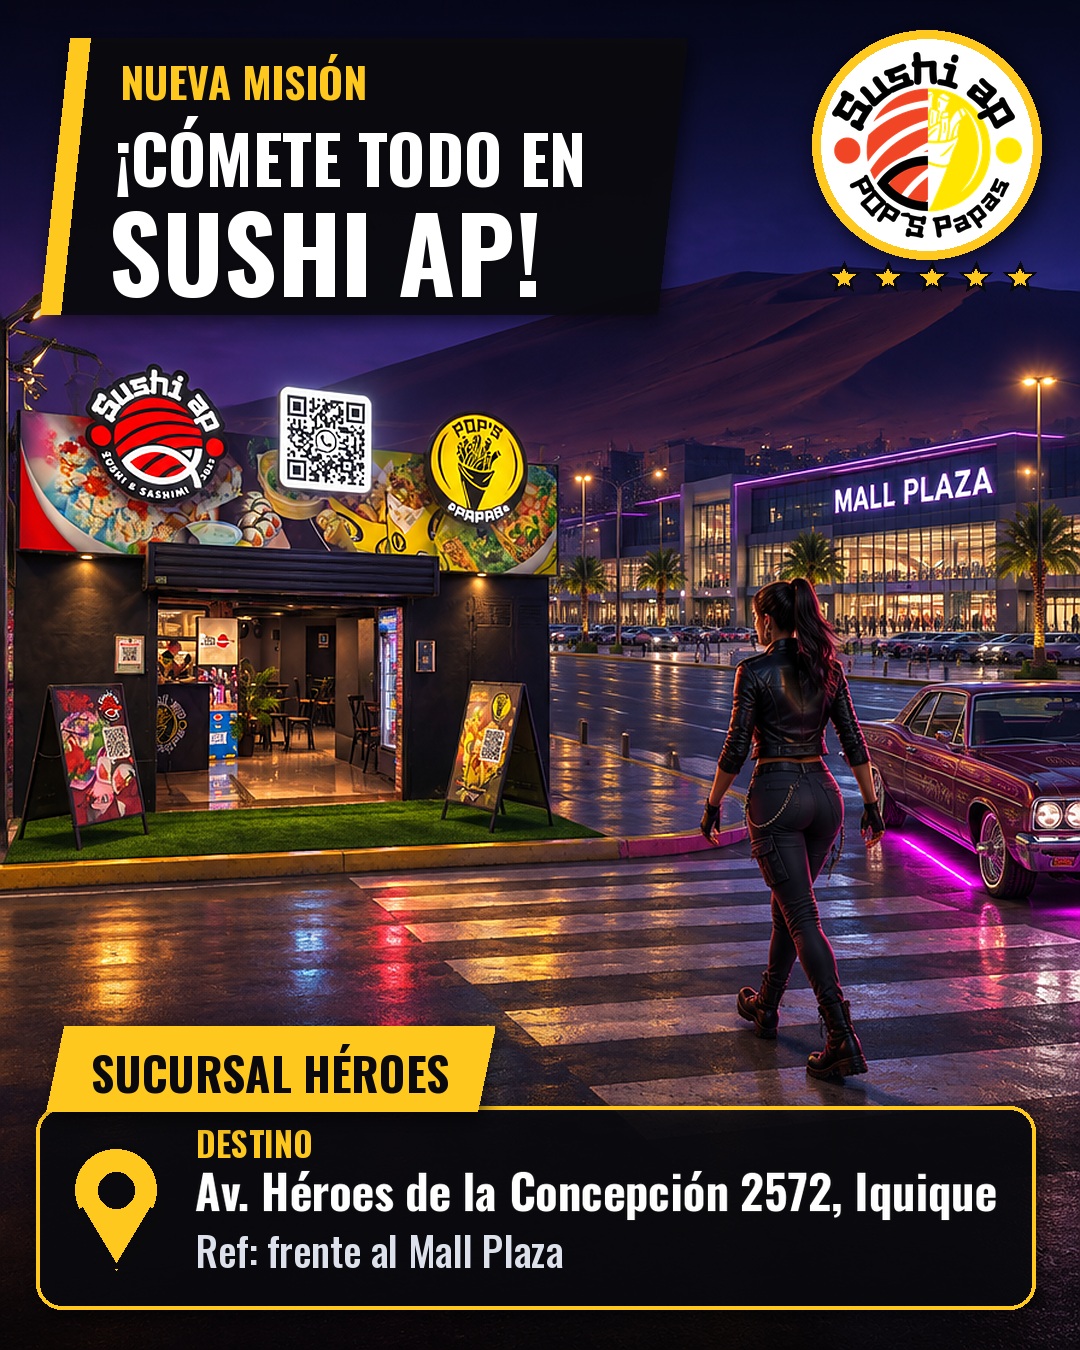 NUEVA MISIÓN
¡CÓMETE TODO EN
SUSHI AP!
Sushi ap
POP'S Papas
Sushi ap
SUSHI & SASHIMI
POP'S
PAPAS
MALL PLAZA
SUCURSAL HÉROES
DESTINO
Av. Héroes de la Concepción 2572, Iquique
Ref: frente al Mall Plaza